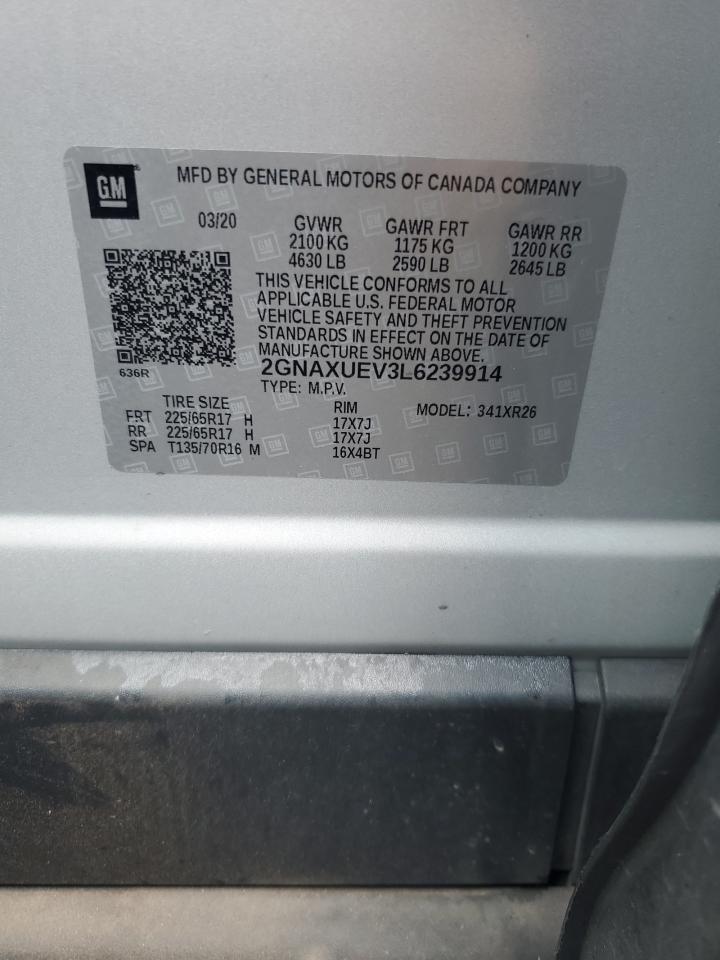 GM
MFD BY GENERAL MOTORS OF CANADA COMPANY
03/20 GVWR GAWR FRT GAWR RR
2100 KG 1175 KG 1200 KG
4630 LB 2590 LB 2645 LB
THIS VEHICLE CONFORMS TO ALL
APPLICABLE U.S. FEDERAL MOTOR
VEHICLE SAFETY AND THEFT PREVENTION
STANDARDS IN EFFECT ON THE DATE OF
MANUFACTURE SHOWN ABOVE.
636R
2GNAXUEV3L6239914
TYPE: M.P.V.
TIRE SIZE RIM MODEL: 341XR26
FRT 225/65R17 H 17X7J
RR 225/65R17 H 17X7J
SPA T135/70R16 M 16X4BT